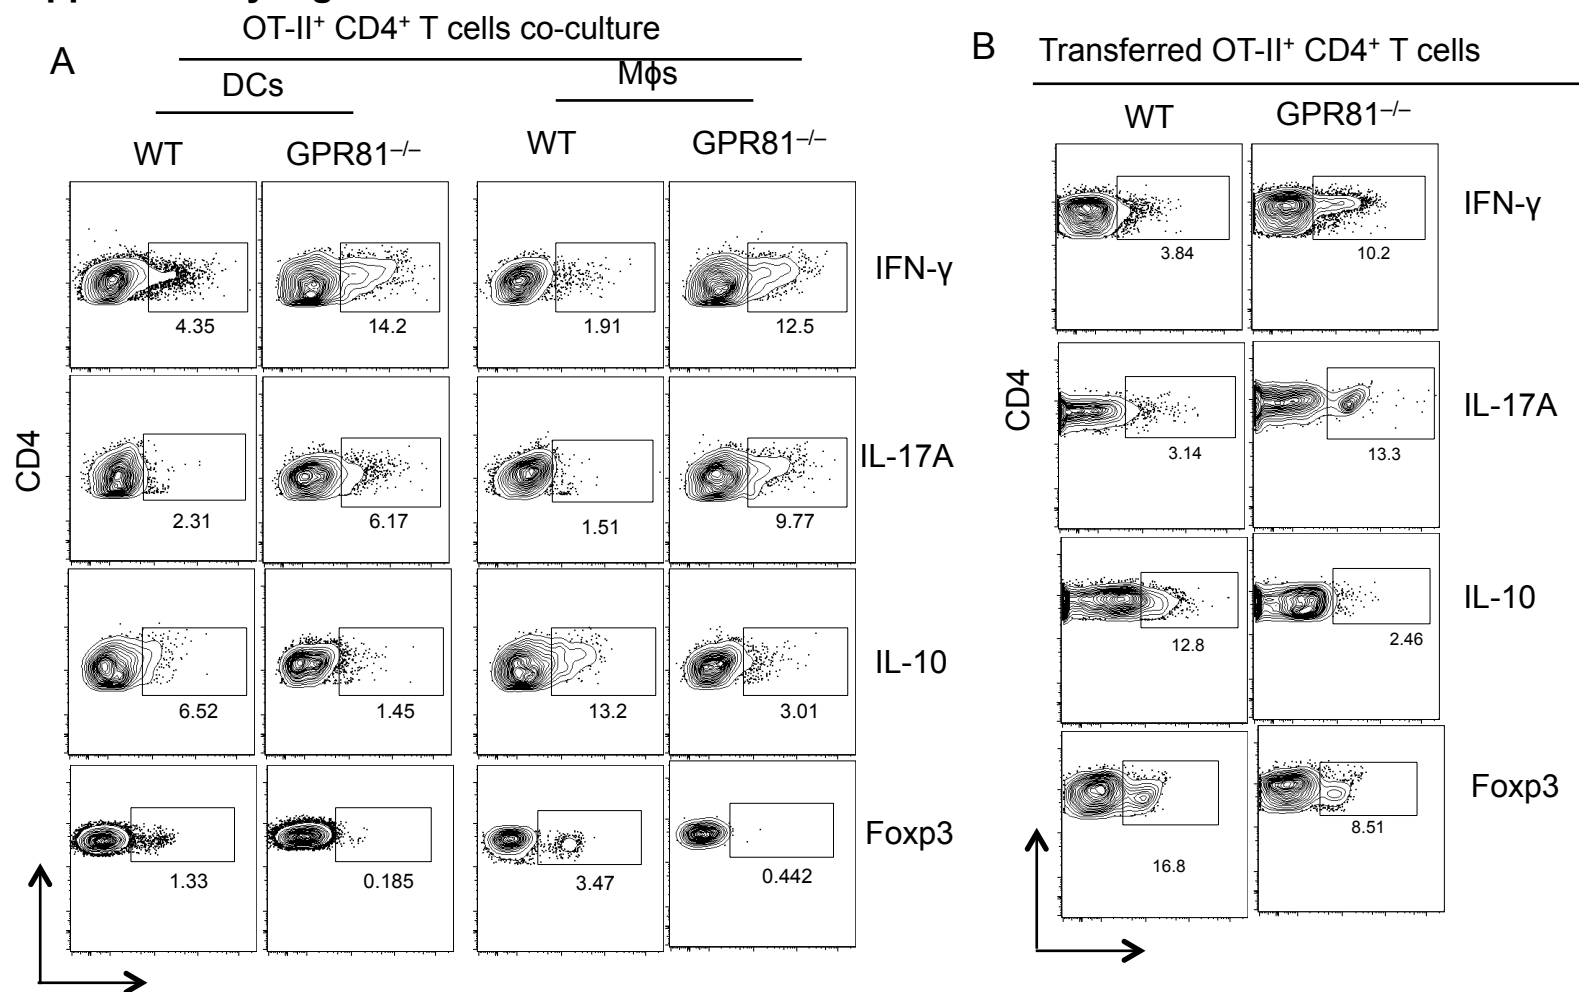 A
OT-II⁺ CD4⁺ T cells co-culture
DCs
Mϕs
WT
GPR81⁻/⁻
WT
GPR81⁻/⁻
4.35
14.2
1.91
12.5
IFN-γ
2.31
6.17
1.51
9.77
IL-17A
6.52
1.45
13.2
3.01
IL-10
1.33
0.185
3.47
0.442
Foxp3
CD4
B
Transferred OT-II⁺ CD4⁺ T cells
WT
GPR81⁻/⁻
3.84
10.2
IFN-γ
3.14
13.3
IL-17A
12.8
2.46
IL-10
16.8
8.51
Foxp3
CD4